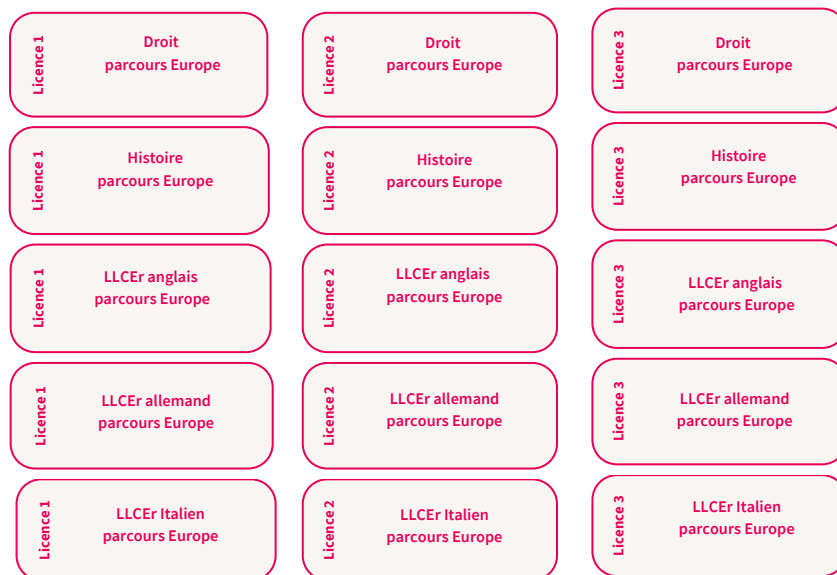 Licence 1
Droit
parcours Europe
Licence 2
Droit
parcours Europe
Licence 3
Droit
parcours Europe
Licence 1
Histoire
parcours Europe
Licence 2
Histoire
parcours Europe
Licence 3
Histoire
parcours Europe
Licence 1
LLCEr anglais
parcours Europe
Licence 2
LLCEr anglais
parcours Europe
Licence 3
LLCEr anglais
parcours Europe
Licence 1
LLCEr allemand
parcours Europe
Licence 2
LLCEr allemand
parcours Europe
Licence 3
LLCEr allemand
parcours Europe
Licence 1
LLCEr Italien
parcours Europe
Licence 2
LLCEr Italien
parcours Europe
Licence 3
LLCEr Italien
parcours Europe